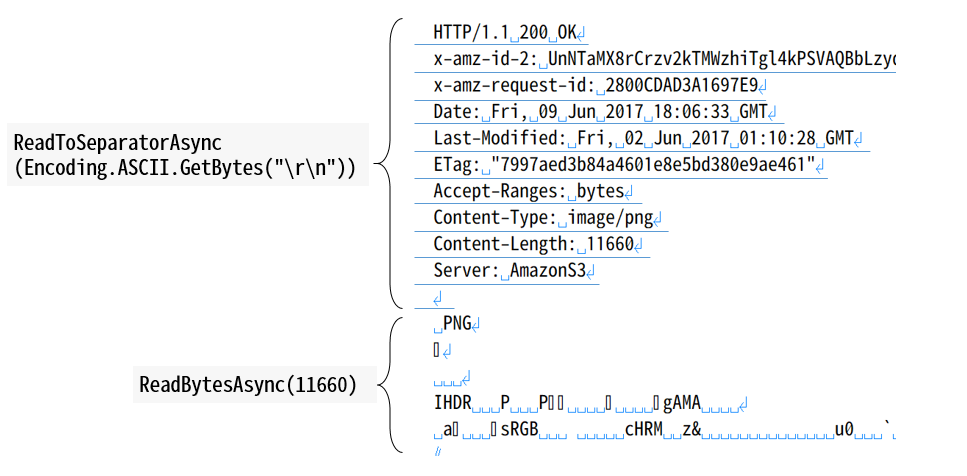 HTTP/1.1 200 OK
x-amz-id-2: UnNTaMX8rCrzv2kTMWzhiTgl4kPSVAQBbLzyc
x-amz-request-id: 2800CDAD3A1697E9
Date: Fri, 09 Jun 2017 18:06:33 GMT
Last-Modified: Fri, 02 Jun 2017 01:10:28 GMT
ETag: "7997aed3b84a4601e8e5bd380e9ae461"
Accept-Ranges: bytes
Content-Type: image/png
Content-Length: 11660
Server: AmazonS3
ReadToSeparatorAsync
(Encoding.ASCII.GetBytes("\r\n"))
PNG
IHDR P P gAMA
a sRGB cHRM z& u0 `
ReadBytesAsync(11660)